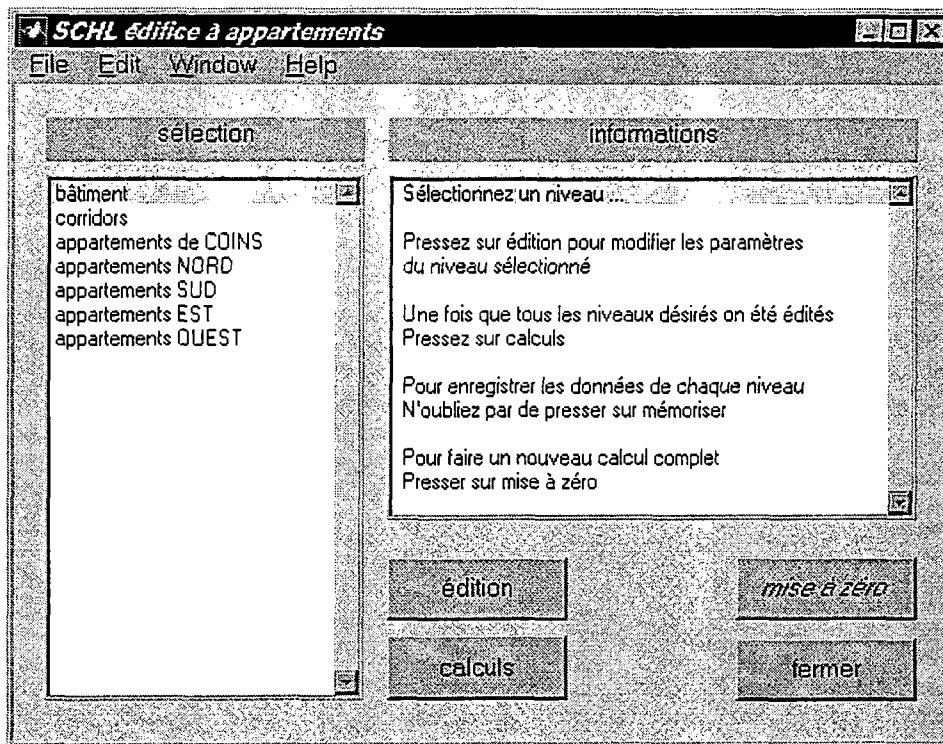 SCHL édifice à appartements
File Edit Window Help
sélection
bâtiment
corridors
appartements de COINS
appartements NORD
appartements SUD
appartements EST
appartements OUEST
informations
Sélectionnez un niveau ...
Pressez sur édition pour modifier les paramètres
du niveau sélectionné
Une fois que tous les niveaux désirés on été édités
Pressez sur calculs
Pour enregistrer les données de chaque niveau
N'oubliez par de presser sur mémoriser
Pour faire un nouveau calcul complet
Presser sur mise à zéro
édition
mise à zéro
calculs
fermer